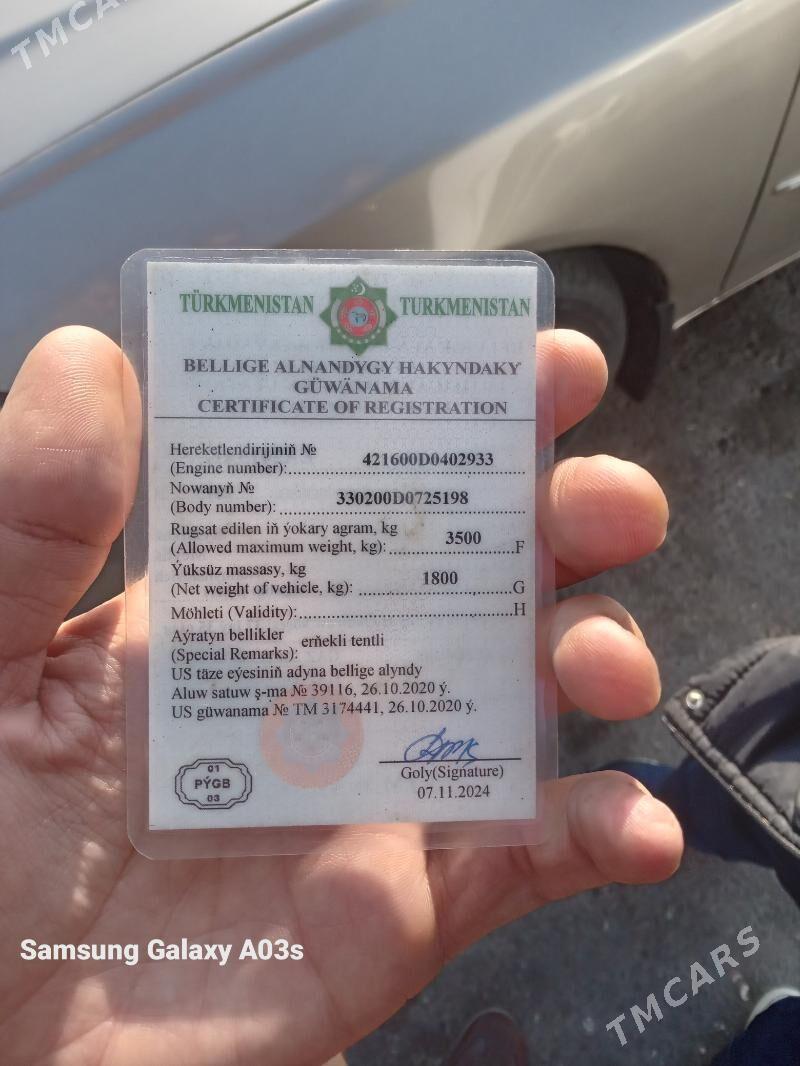 TMCARS
TÜRKMENISTAN TURKMENISTAN
BELLIGE ALNANDYGY HAKYNDAKY
GÜWÄNAMA
CERTIFICATE OF REGISTRATION
Hereketlendirijiniň №
(Engine number): 421600D0402933
Nowanyň №
(Body number): 330200D0725198
Rugsat edilen iň ýokary agram, kg
(Allowed maximum weight, kg): 3500 F
Ýüksüz massasy, kg
(Net weight of vehicle, kg): 1800 G
Möhleti (Validity): H
Aýratyn bellikler erňekli tentli
(Special Remarks):
US täze eýesiniň adyna bellige alyndy
Aluw satuw ş-ma № 39116, 26.10.2020 ý.
US güwanama № TM 3174441, 26.10.2020 ý.
01
PÝGB
03
Goly(Signature)
07.11.2024
Samsung Galaxy A03s
TMCARS